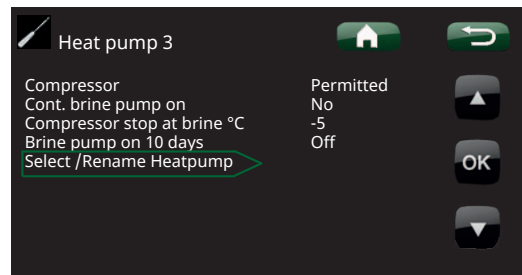 Heat pump 3
Compressor Permitted
Cont. brine pump on No
Compressor stop at brine °C -5
Brine pump on 10 days Off
Select /Rename Heatpump
OK